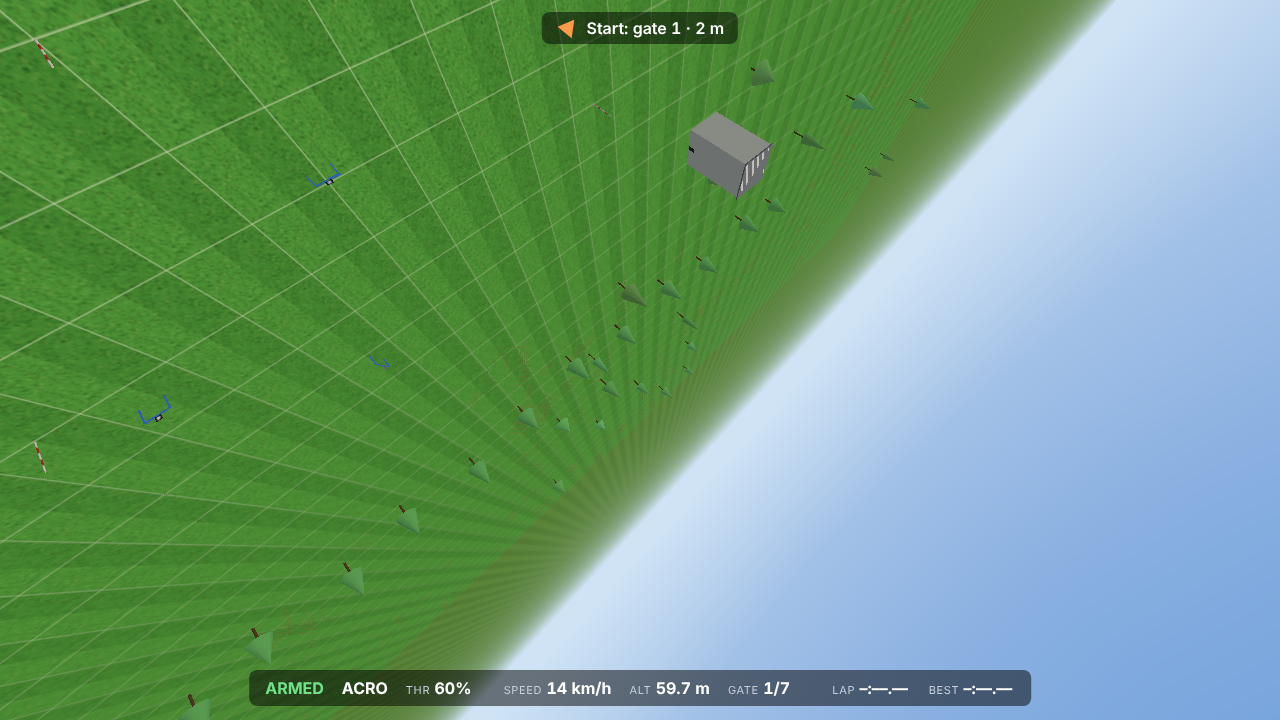 Start: gate 1 · 2 m
ARMED ACRO THR 60% SPEED 14 km/h ALT 59.7 m GATE 1/7 LAP –:––.–– BEST –:––.––